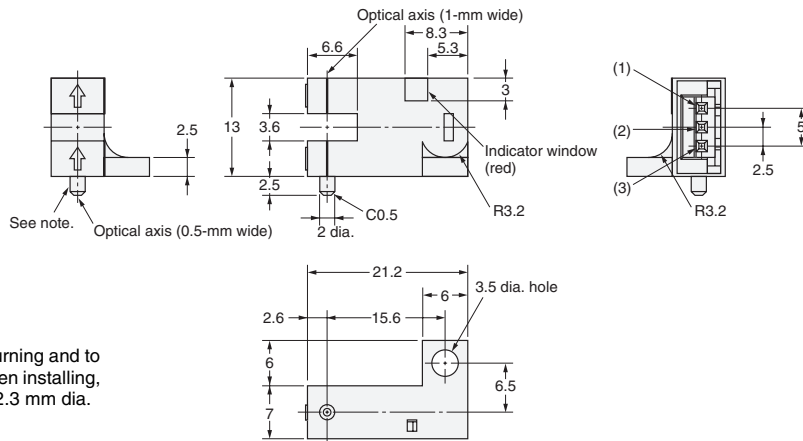 Optical axis (1-mm wide)
8.3
6.6
5.3
(1)
3
2.5
13
3.6
(2)
5
Indicator window
(red)
2.5
2.5
(3)
See note.
C0.5
R3.2
R3.2
Optical axis (0.5-mm wide)
2 dia.
21.2
3.5 dia. hole
6
2.6
15.6
urning and to
en installing,
2.3 mm dia.
6
6.5
7